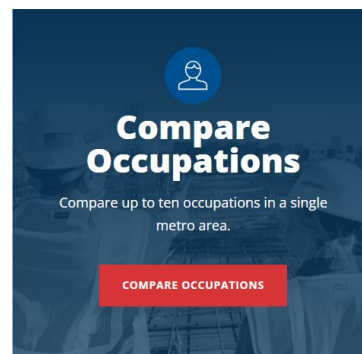 Compare
Occupations
Compare up to ten occupations in a single
metro area.
COMPARE OCCUPATIONS